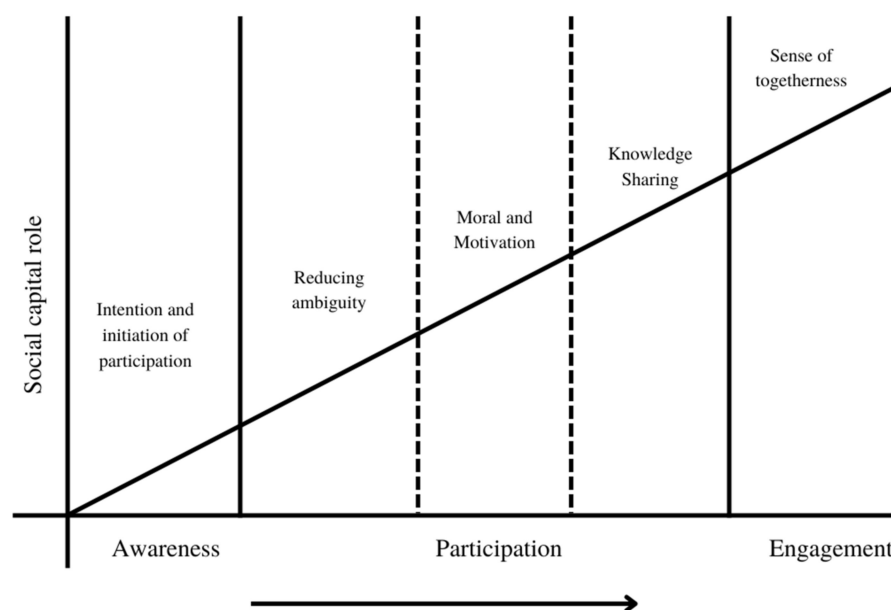 Sense of
togetherness
Knowledge
Sharing
Moral and
Motivation
Reducing
ambiguity
Intention and
initiation of
participation
Social capital role
Awareness
Participation
Engagement